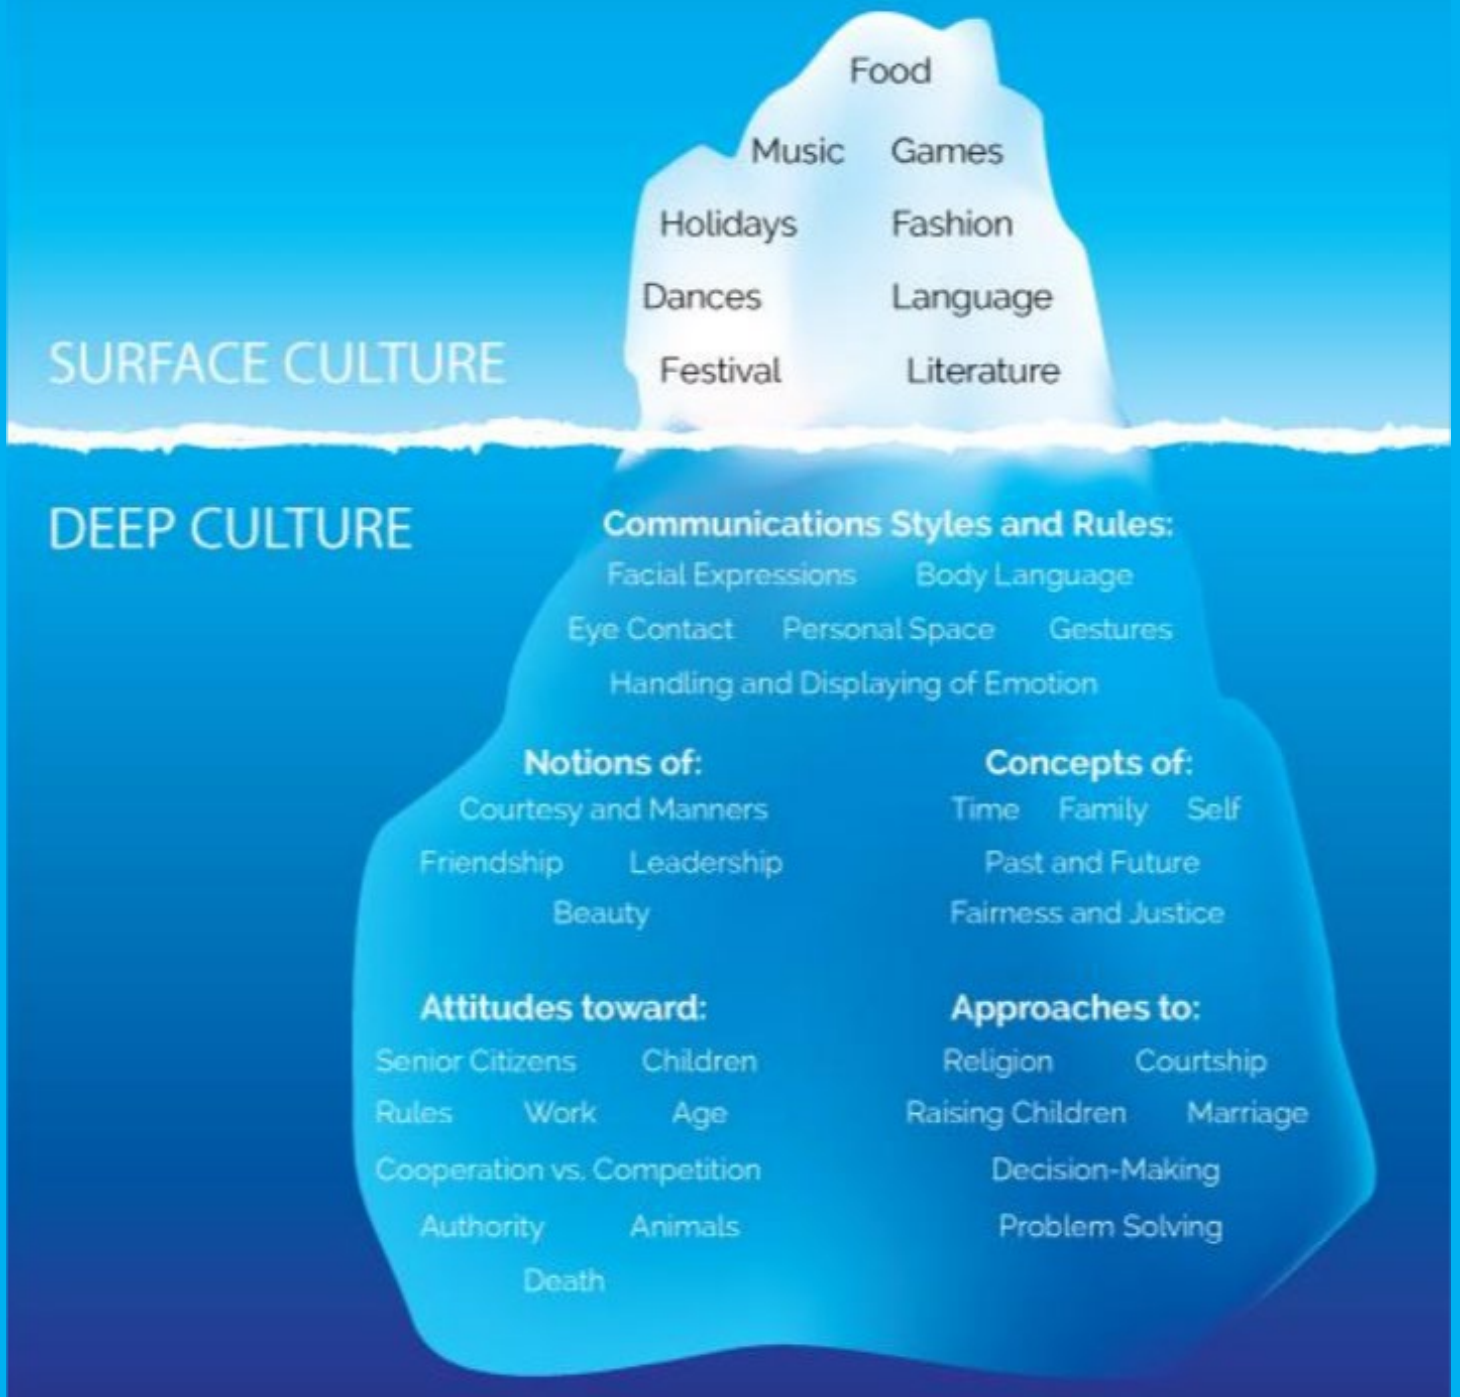 Food
Music Games
Holidays Fashion
Dances Language
Festival Literature
SURFACE CULTURE
DEEP CULTURE
Communications Styles and Rules:
Facial Expressions Body Language
Eye Contact Personal Space Gestures
Handling and Displaying of Emotion
Notions of:
Courtesy and Manners
Friendship Leadership
Beauty
Concepts of:
Time Family Self
Past and Future
Fairness and Justice
Attitudes toward:
Senior Citizens Children
Rules Work Age
Cooperation vs. Competition
Authority Animals
Death
Approaches to:
Religion Courtship
Raising Children Marriage
Decision-Making
Problem Solving